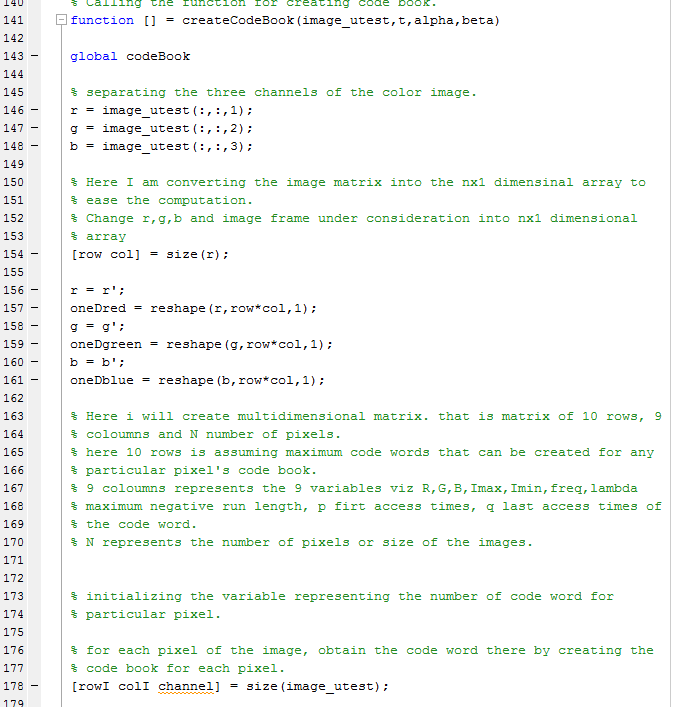 140 % Calling the function for creating code book.
141 function [] = createCodeBook(image_utest,t,alpha,beta)
142
143 – global codeBook
144
145 % separating the three channels of the color image.
146 – r = image_utest(:,:,1);
147 – g = image_utest(:,:,2);
148 – b = image_utest(:,:,3);
149
150 % Here I am converting the image matrix into the nx1 dimensinal array to
151 % ease the computation.
152 % Change r,g,b and image frame under consideration into nx1 dimensional
153 % array
154 – [row col] = size(r);
155
156 – r = r';
157 – oneDred = reshape(r,row*col,1);
158 – g = g';
159 – oneDgreen = reshape(g,row*col,1);
160 – b = b';
161 – oneDblue = reshape(b,row*col,1);
162
163 % Here i will create multidimensional matrix. that is matrix of 10 rows, 9
164 % coloumns and N number of pixels.
165 % here 10 rows is assuming maximum code words that can be created for any
166 % particular pixel's code book.
167 % 9 coloumns represents the 9 variables viz R,G,B,Imax,Imin,freq,lambda
168 % maximum negative run length, p firt access times, q last access times of
169 % the code word.
170 % N represents the number of pixels or size of the images.
171
172
173 % initializing the variable representing the number of code word for
174 % particular pixel.
175
176 % for each pixel of the image, obtain the code word there by creating the
177 % code book for each pixel.
178 – [rowI colI channel] = size(image_utest);
179